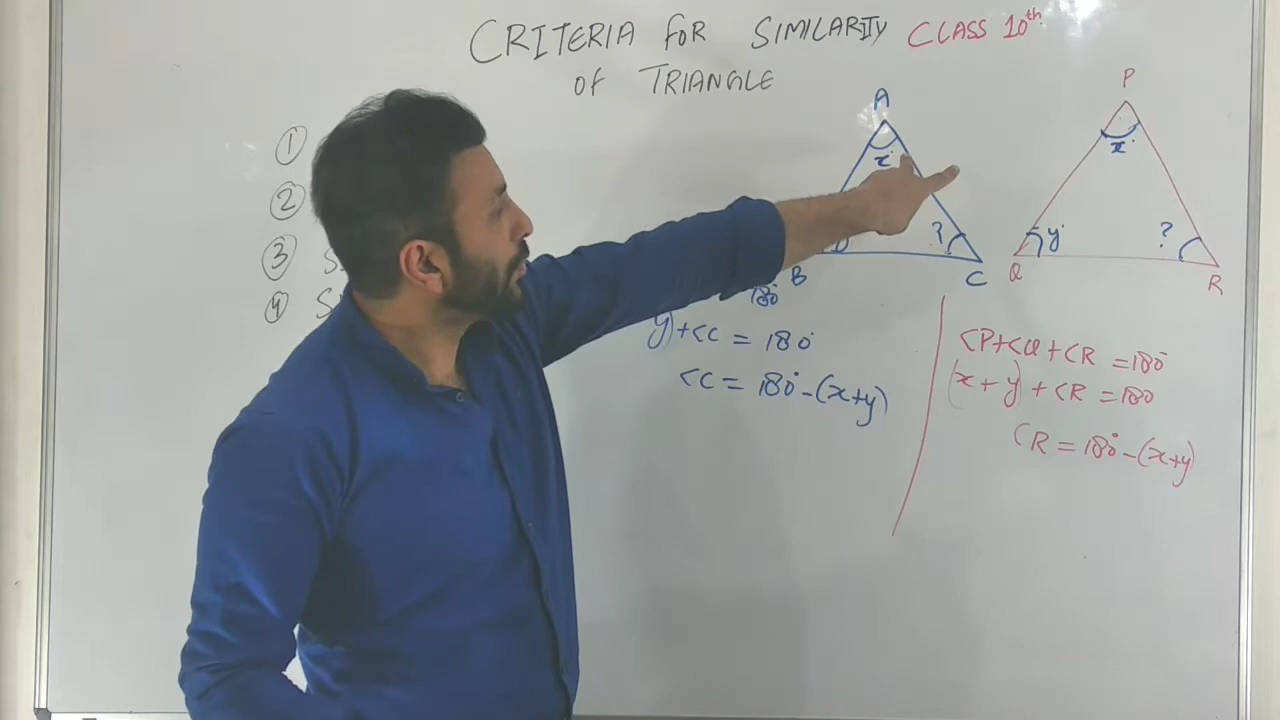 CRITERIA FOR SIMILARITY CLASS 10th
OF TRIANGLE
1
2
3 S
4 S
A
x°
B
?
C
P
x°
Q
y°
?
R
180°
y)+<C = 180°
<C = 180°-(x+y)
<P+<Q+<R =180°
(x+y)+<R =180
<R =180°-(x+y)